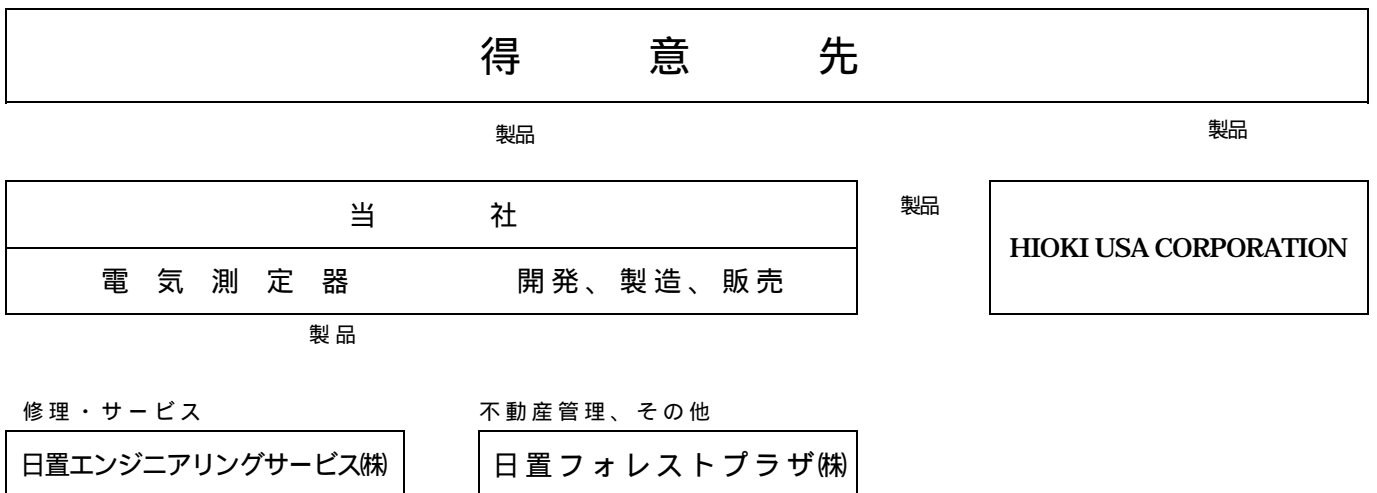 得意先
製品
製品
当社
製品
HIOKI USA CORPORATION
電気測定器 開発、製造、販売
製品
修理・サービス
不動産管理、その他
日置エンジニアリングサービス㈱
日置フォレストプラザ㈱